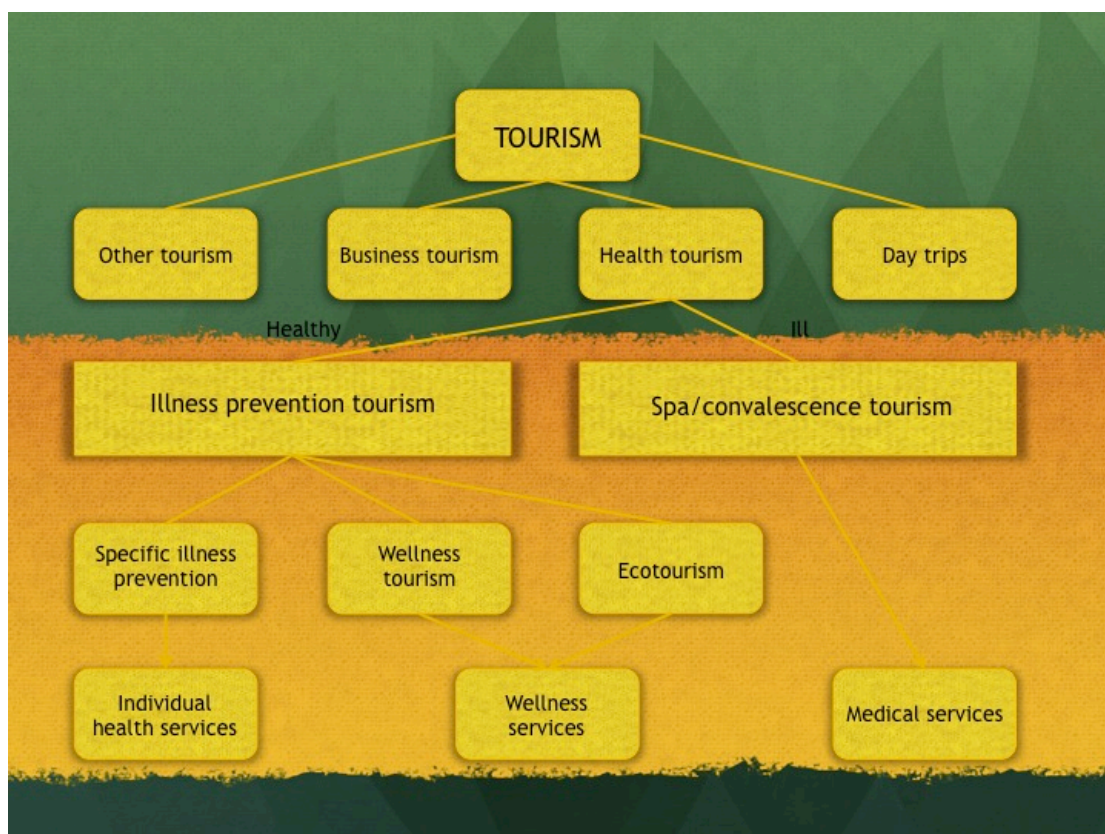 TOURISM
Other tourism
Business tourism
Health tourism
Day trips
Healthy
Ill
Illness prevention tourism
Spa/convalescence tourism
Specific illness
prevention
Wellness
tourism
Ecotourism
Individual
health services
Wellness
services
Medical services